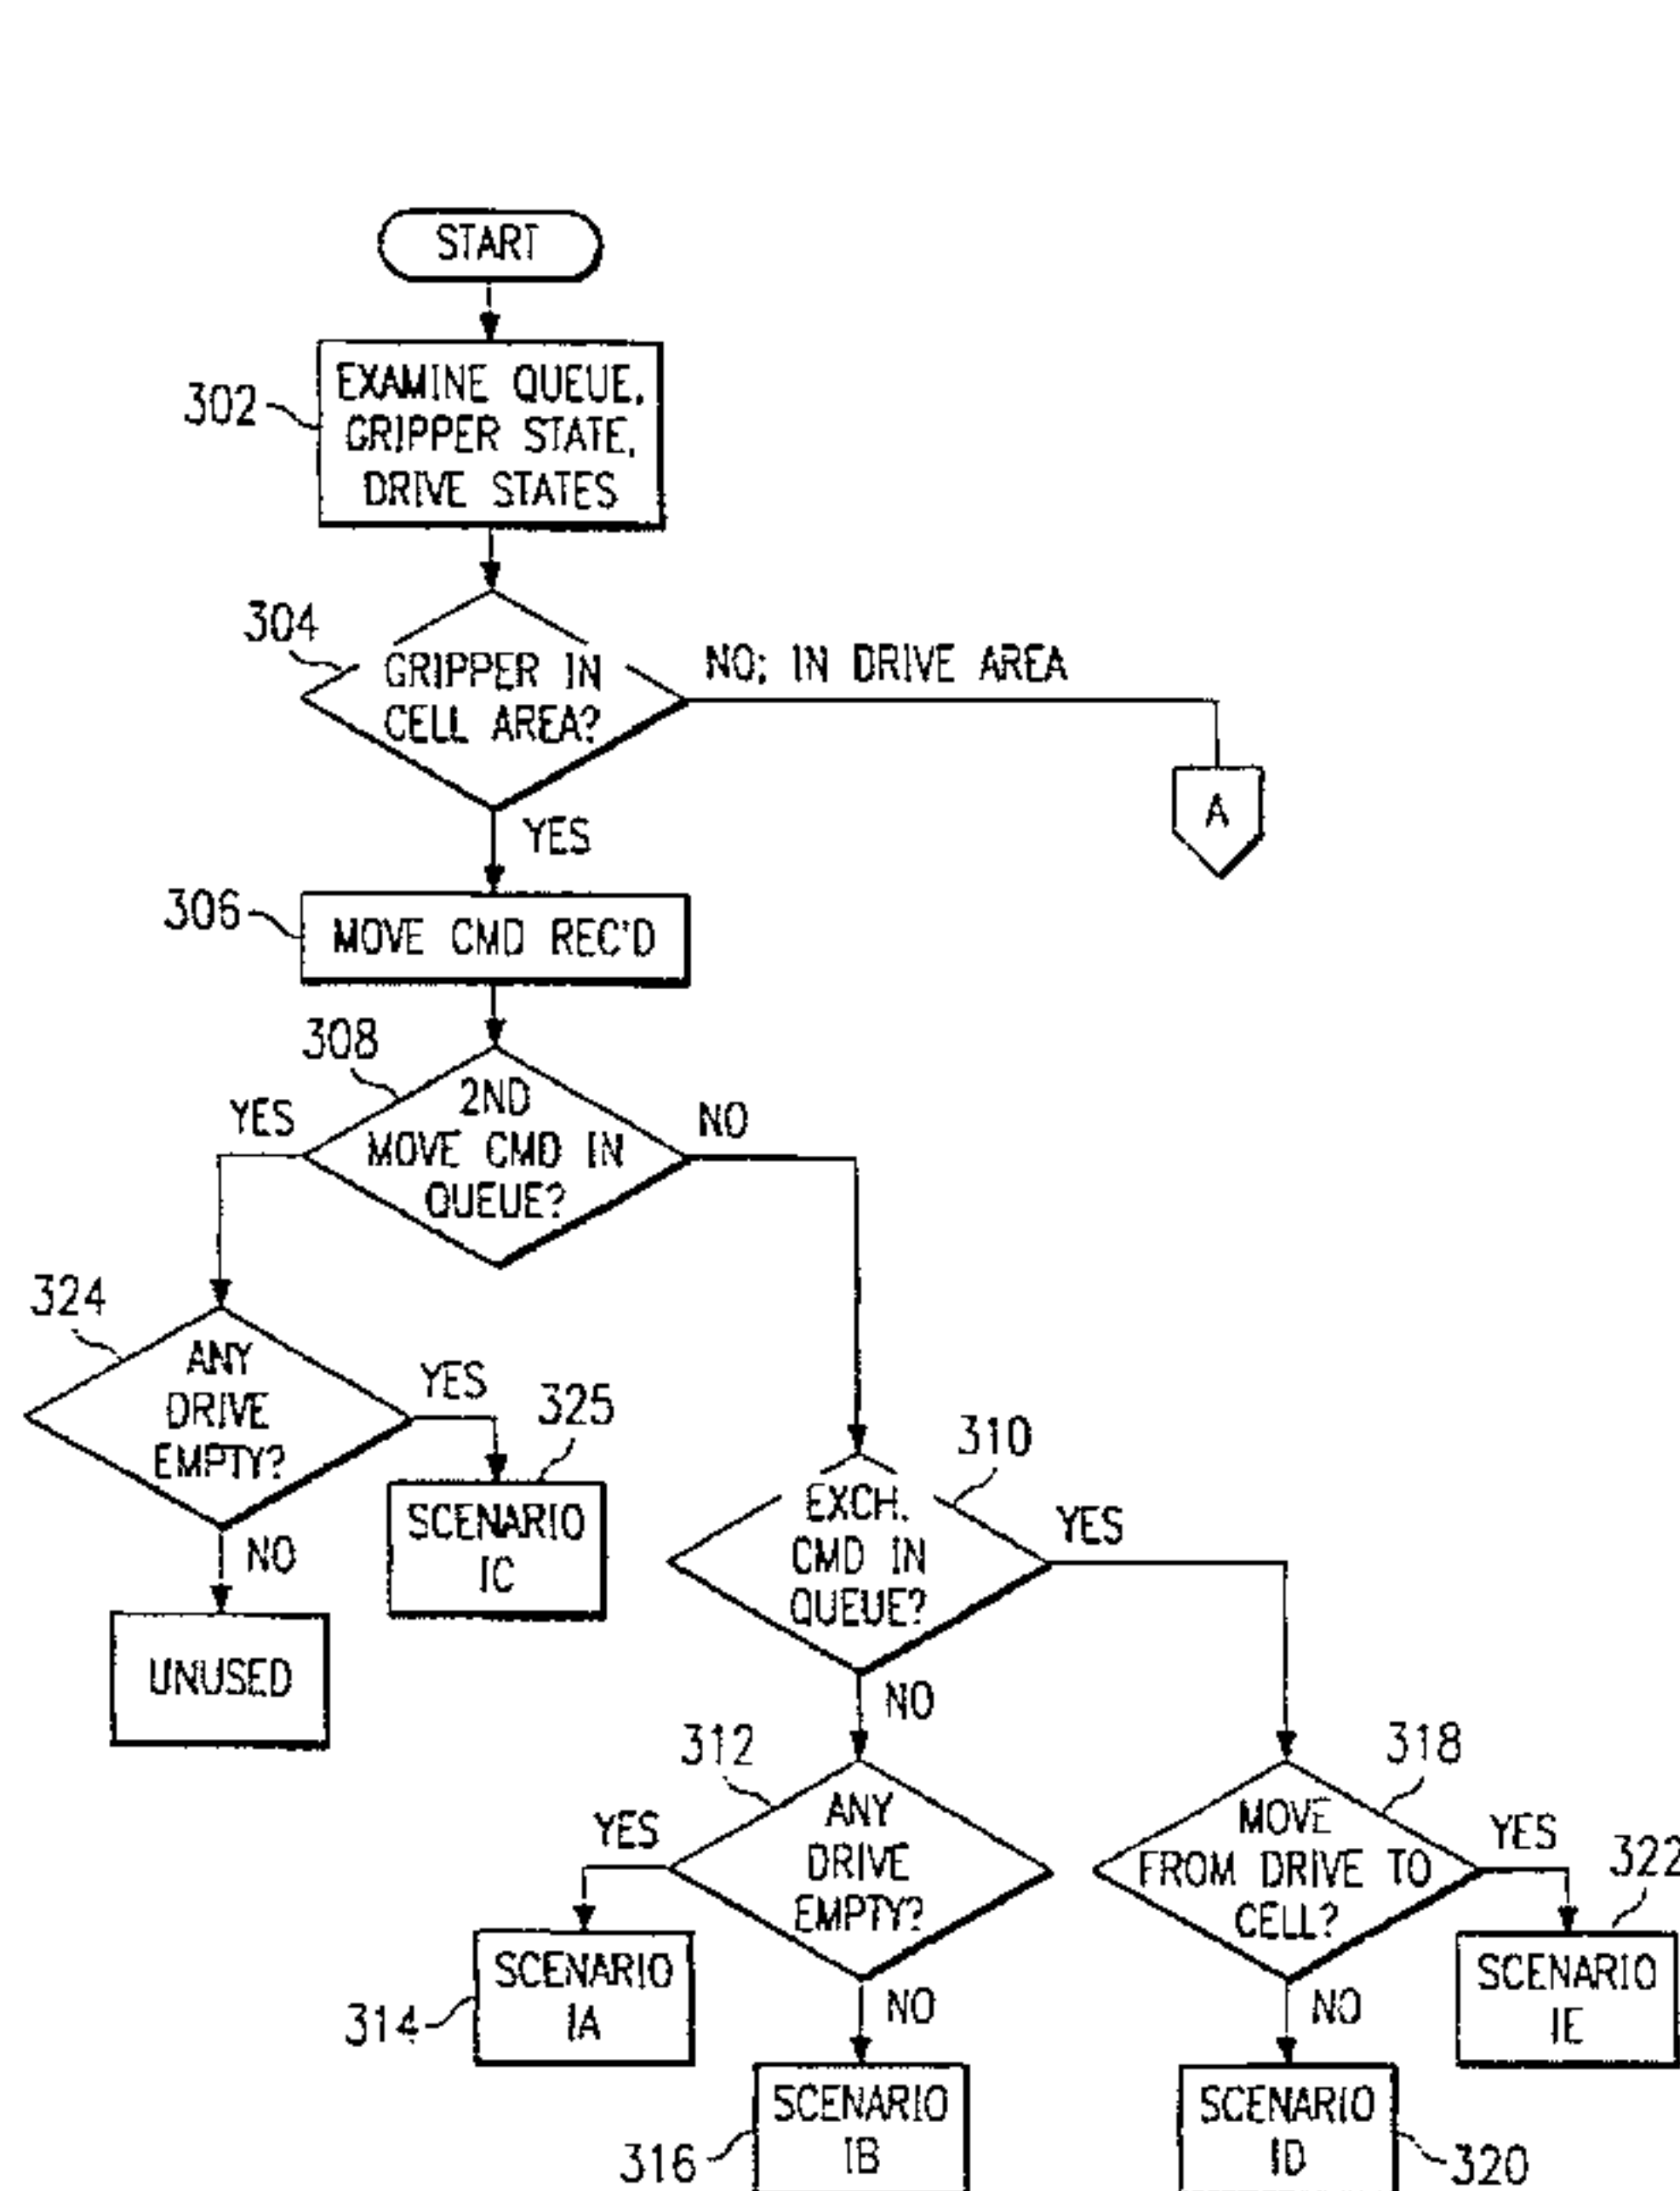 START
302
EXAMINE QUEUE,
GRIPPER STATE,
DRIVE STATES
304
GRIPPER IN
CELL AREA?
NO; IN DRIVE AREA
A
YES
306
MOVE CMD REC'D
308
2ND
MOVE CMD IN
QUEUE?
YES
NO
324
ANY
DRIVE
EMPTY?
YES
325
SCENARIO
IC
NO
UNUSED
310
EXCH.
CMD IN
QUEUE?
YES
NO
312
ANY
DRIVE
EMPTY?
YES
314
SCENARIO
IA
NO
316
SCENARIO
IB
318
MOVE
FROM DRIVE TO
CELL?
YES
322
SCENARIO
IE
NO
SCENARIO
ID
320